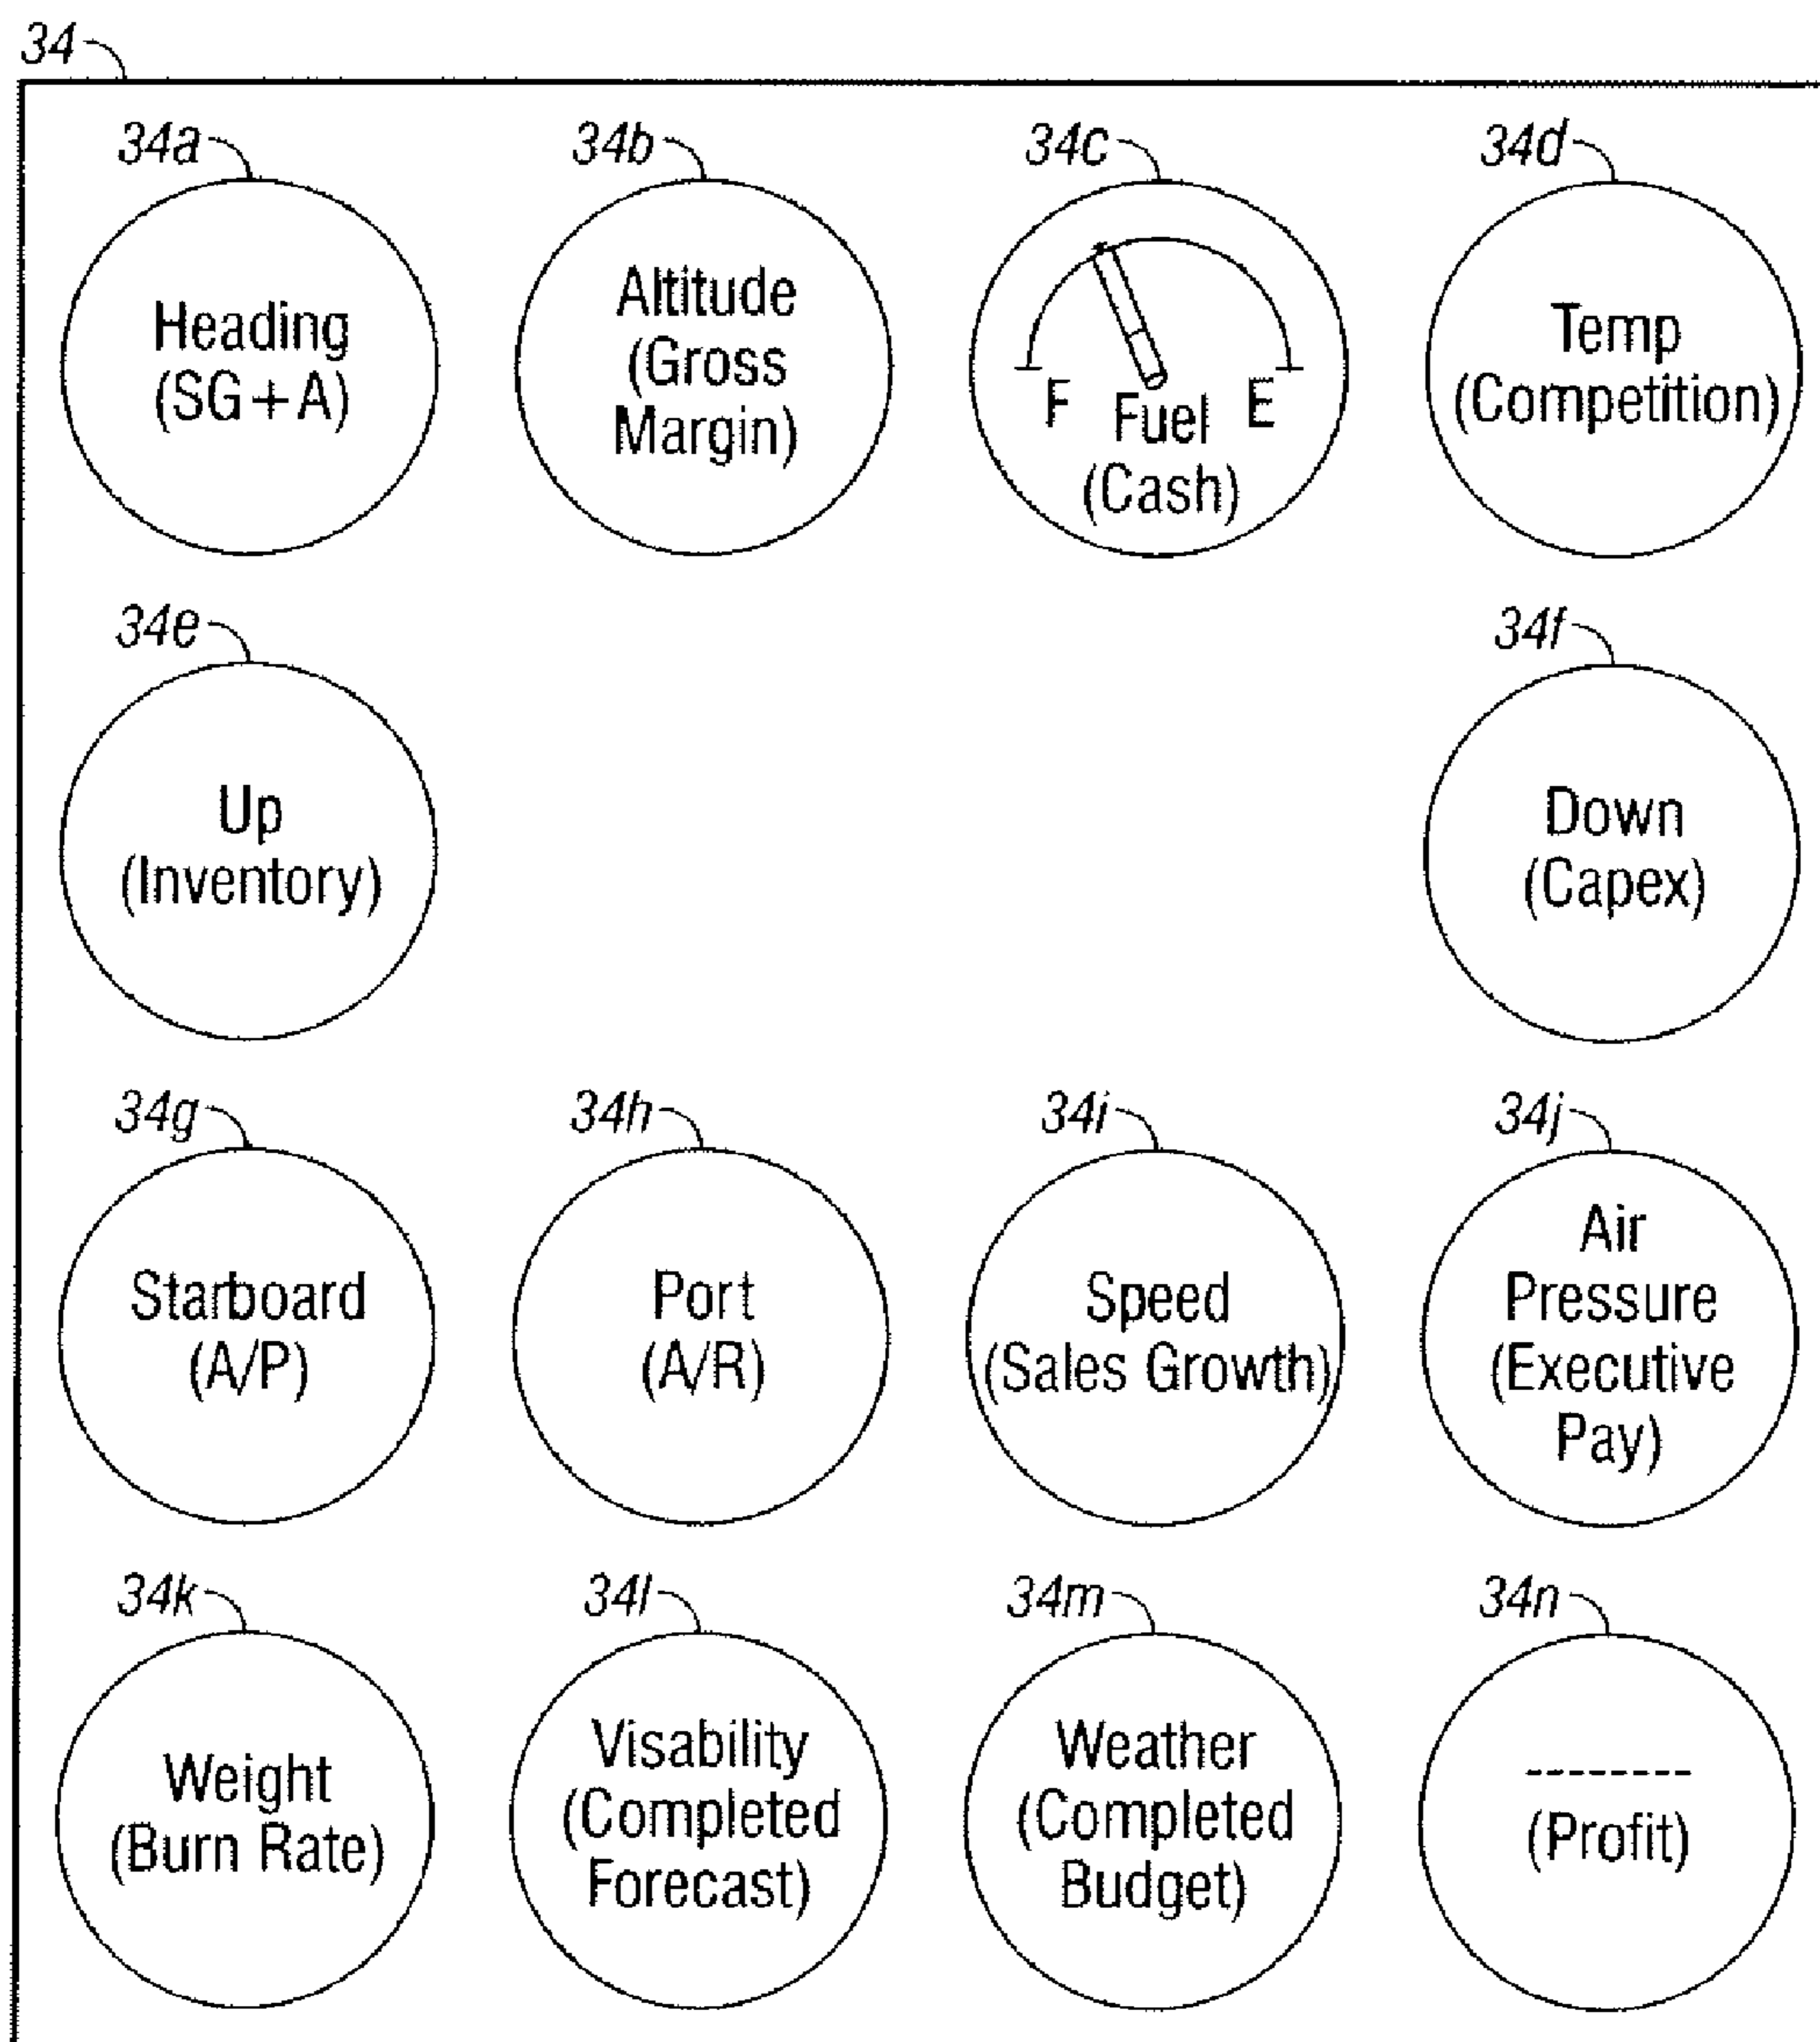 34
34a
34b
34c
34d
Heading
(SG+A)
Altitude
(Gross
Margin)
F Fuel E
(Cash)
Temp
(Competition)
34e
34f
Up
(Inventory)
Down
(Capex)
34g
34h
34i
34j
Starboard
(A/P)
Port
(A/R)
Speed
(Sales Growth)
Air
Pressure
(Executive
Pay)
34k
34l
34m
34n
Weight
(Burn Rate)
Visability
(Completed
Forecast)
Weather
(Completed
Budget)
(Profit)